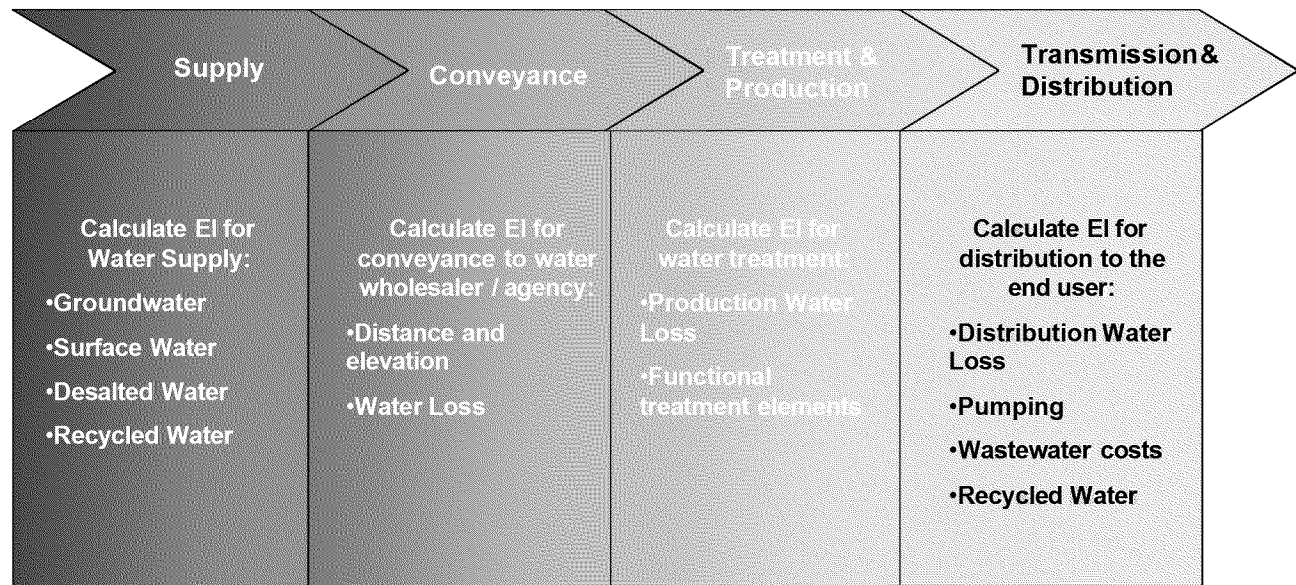 Supply
Conveyance
Treatment &
Production
Transmission &
Distribution
Calculate EI for
Water Supply:
•Groundwater
•Surface Water
•Desalted Water
•Recycled Water
Calculate EI for
conveyance to water
wholesaler / agency:
•Distance and
elevation
•Water Loss
Calculate EI for
water treatment:
•Production Water
Loss
•Functional
treatment elements
Calculate EI for
distribution to the
end user:
•Distribution Water
Loss
•Pumping
•Wastewater costs
•Recycled Water